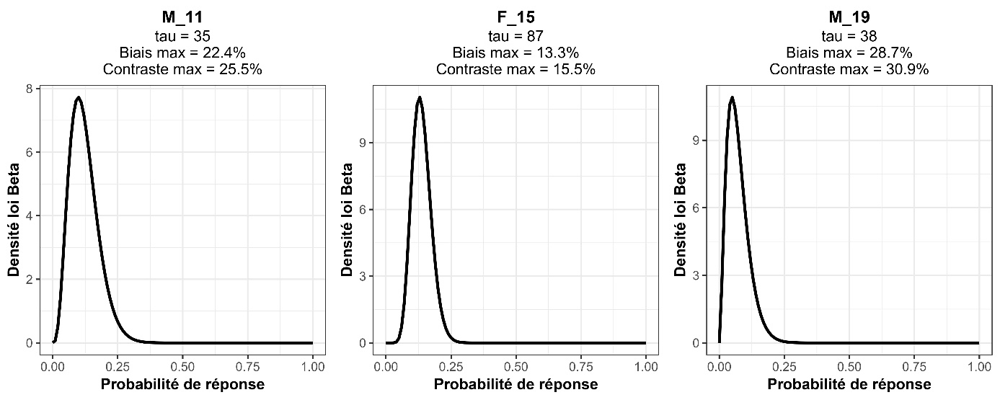 M_11
tau = 35
Biais max = 22.4%
Contraste max = 25.5%
8
6
4
2
0
Densité loi Beta
0.00 0.25 0.50 0.75 1.00
Probabilité de réponse
F_15
tau = 87
Biais max = 13.3%
Contraste max = 15.5%
9
6
3
0
Densité loi Beta
0.00 0.25 0.50 0.75 1.00
Probabilité de réponse
M_19
tau = 38
Biais max = 28.7%
Contraste max = 30.9%
9
6
3
0
Densité loi Beta
0.00 0.25 0.50 0.75 1.00
Probabilité de réponse